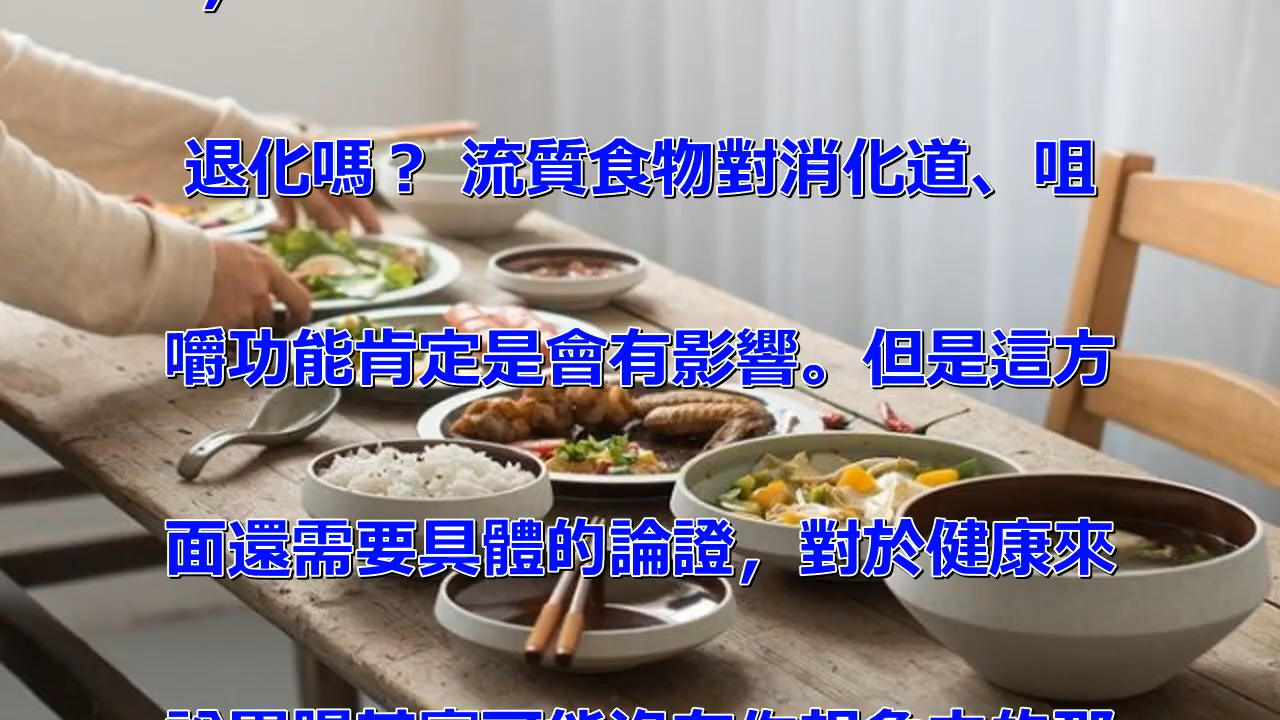 退化嗎？ 流質食物對消化道、咀
嚼功能肯定是會有影響。但是這方
面還需要具體的論證，對於健康來